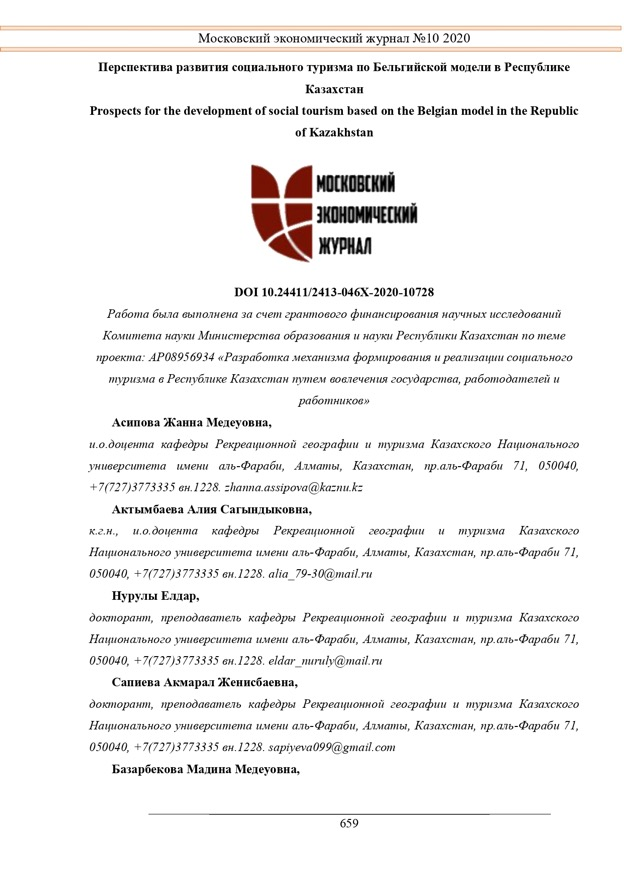 Московский экономический журнал №10 2020
Перспектива развития социального туризма по Бельгийской модели в Республике
Казахстан
Prospects for the development of social tourism based on the Belgian model in the Republic
of Kazakhstan
МОСКОВСКИЙ
ЭКОНОМИЧЕСКИЙ
ЖУРНАЛ
DOI 10.24411/2413-046X-2020-10728
Работа была выполнена за счет грантового финансирования научных исследований
Комитета науки Министерства образования и науки Республики Казахстан по теме
проекта: AP08956934 «Разработка механизма формирования и реализации социального
туризма в Республике Казахстан путем вовлечения государства, работодателей и
работников»
Асипова Жанна Медеуовна,
и.о.доцента кафедры Рекреационной географии и туризма Казахского Национального
университета имени аль-Фараби, Алматы, Казахстан, пр.аль-Фараби 71, 050040,
+7(727)3773335 вн.1228. zhanna.assipova@kaznu.kz
Актымбаева Алия Сагындыковна,
к.г.н., и.о.доцента кафедры Рекреационной географии и туризма Казахского
Национального университета имени аль-Фараби, Алматы, Казахстан, пр.аль-Фараби 71,
050040, +7(727)3773335 вн.1228. alia_79-30@mail.ru
Нурулы Елдар,
докторант, преподаватель кафедры Рекреационной географии и туризма Казахского
Национального университета имени аль-Фараби, Алматы, Казахстан, пр.аль-Фараби 71,
050040, +7(727)3773335 вн.1228. eldar_nuruly@mail.ru
Сапиева Акмарал Женисбаевна,
докторант, преподаватель кафедры Рекреационной географии и туризма Казахского
Национального университета имени аль-Фараби, Алматы, Казахстан, пр.аль-Фараби 71,
050040, +7(727)3773335 вн.1228. sapiyeva099@gmail.com
Базарбекова Мадина Медеуовна,
659